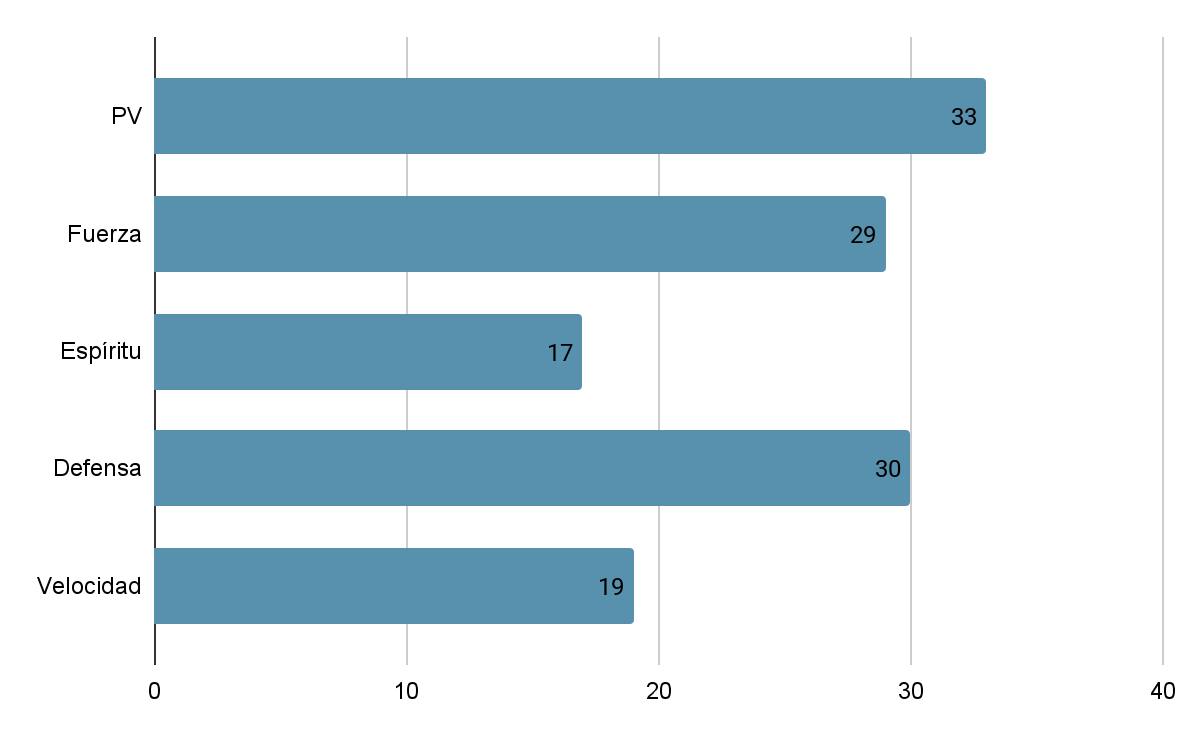 PV
33
Fuerza
29
Espíritu
17
Defensa
30
Velocidad
19
0 10 20 30 40